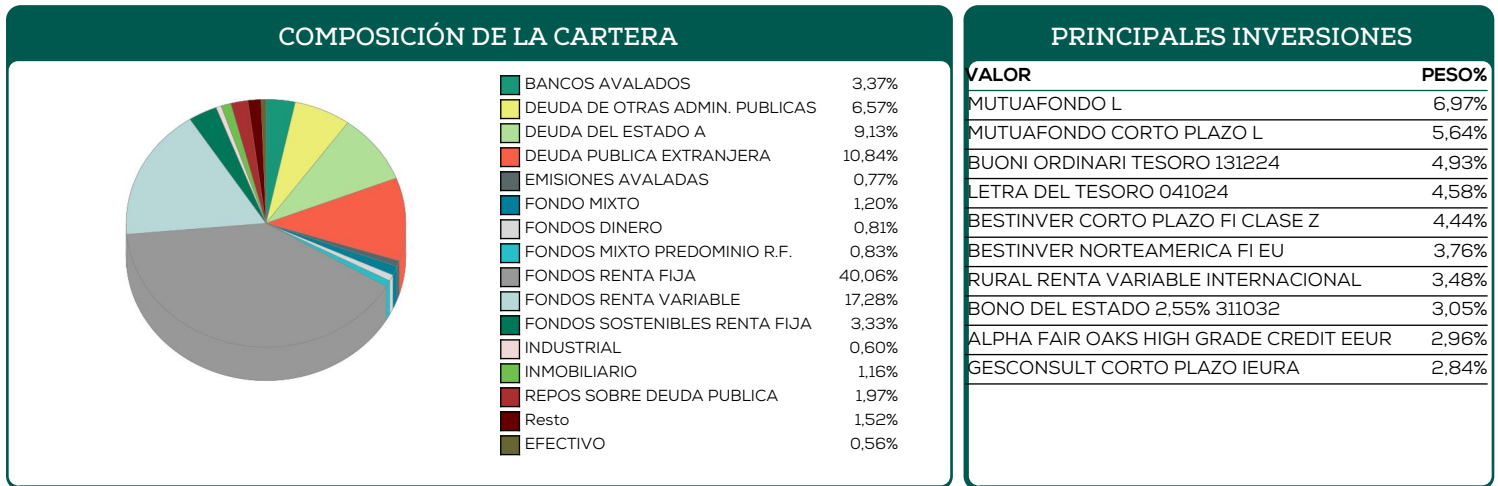 COMPOSICIÓN DE LA CARTERA
BANCOS AVALADOS 3,37%
DEUDA DE OTRAS ADMIN. PUBLICAS 6,57%
DEUDA DEL ESTADO A 9,13%
DEUDA PUBLICA EXTRANJERA 10,84%
EMISIONES AVALADAS 0,77%
FONDO MIXTO 1,20%
FONDOS DINERO 0,81%
FONDOS MIXTO PREDOMINIO R.F. 0,83%
FONDOS RENTA FIJA 40,06%
FONDOS RENTA VARIABLE 17,28%
FONDOS SOSTENIBLES RENTA FIJA 3,33%
INDUSTRIAL 0,60%
INMOBILIARIO 1,16%
REPOS SOBRE DEUDA PUBLICA 1,97%
Resto 1,52%
EFECTIVO 0,56%
PRINCIPALES INVERSIONES
VALOR PESO%
MUTUAFONDO L 6,97%
MUTUAFONDO CORTO PLAZO L 5,64%
BUONI ORDINARI TESORO 131224 4,93%
LETRA DEL TESORO 041024 4,58%
BESTINVER CORTO PLAZO FI CLASE Z 4,44%
BESTINVER NORTEAMERICA FI EU 3,76%
RURAL RENTA VARIABLE INTERNACIONAL 3,48%
BONO DEL ESTADO 2,55% 311032 3,05%
ALPHA FAIR OAKS HIGH GRADE CREDIT EEUR 2,96%
GESCONSULT CORTO PLAZO IEURA 2,84%